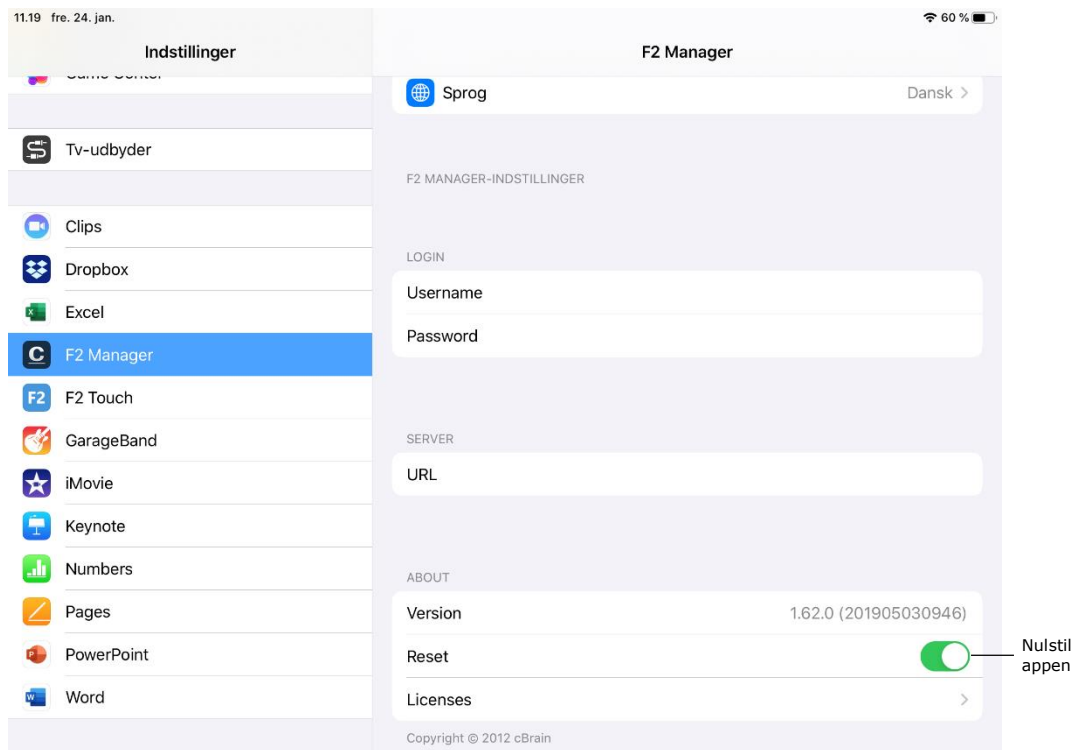 11.19 fre. 24. jan.
60 %
Indstillinger
Game Center
Tv-udbyder
Clips
Dropbox
Excel
F2 Manager
F2 Touch
GarageBand
iMovie
Keynote
Numbers
Pages
PowerPoint
Word
F2 Manager
Sprog
Dansk
F2 MANAGER-INDSTILLINGER
LOGIN
Username
Password
SERVER
URL
ABOUT
Version 1.62.0 (201905030946)
Reset
Licenses
Copyright © 2012 cBrain
Nulstil
appen